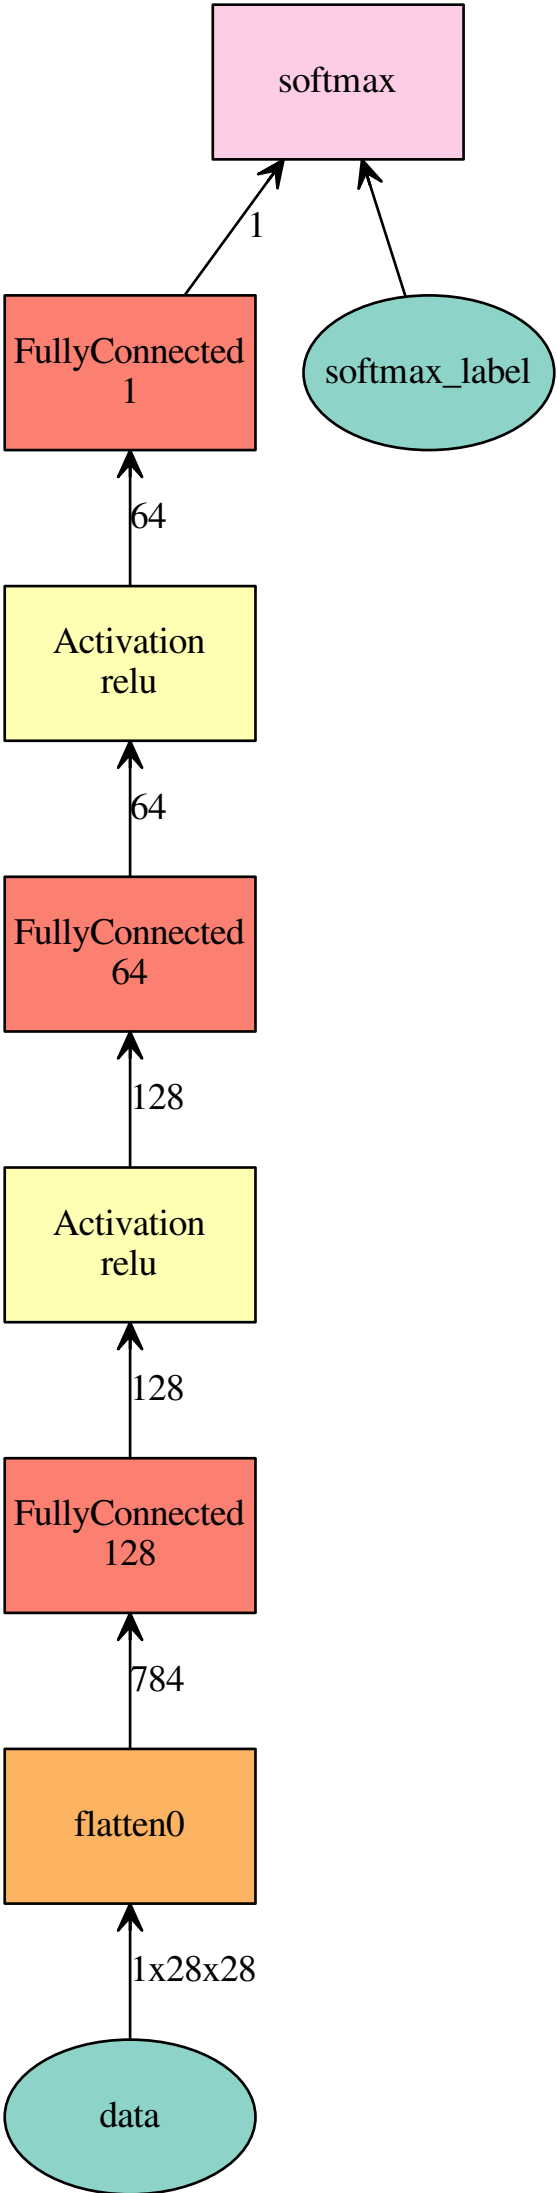 softmax
1
FullyConnected
1
softmax_label
64
Activation
relu
64
FullyConnected
64
128
Activation
relu
128
FullyConnected
128
784
flatten0
1x28x28
data